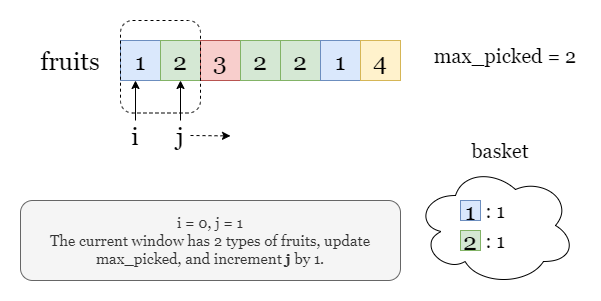 fruits 1 2 3 2 2 1 4 max_picked = 2
i j
basket
1 : 1
2 : 1
i = 0, j = 1
The current window has 2 types of fruits, update
max_picked, and increment j by 1.